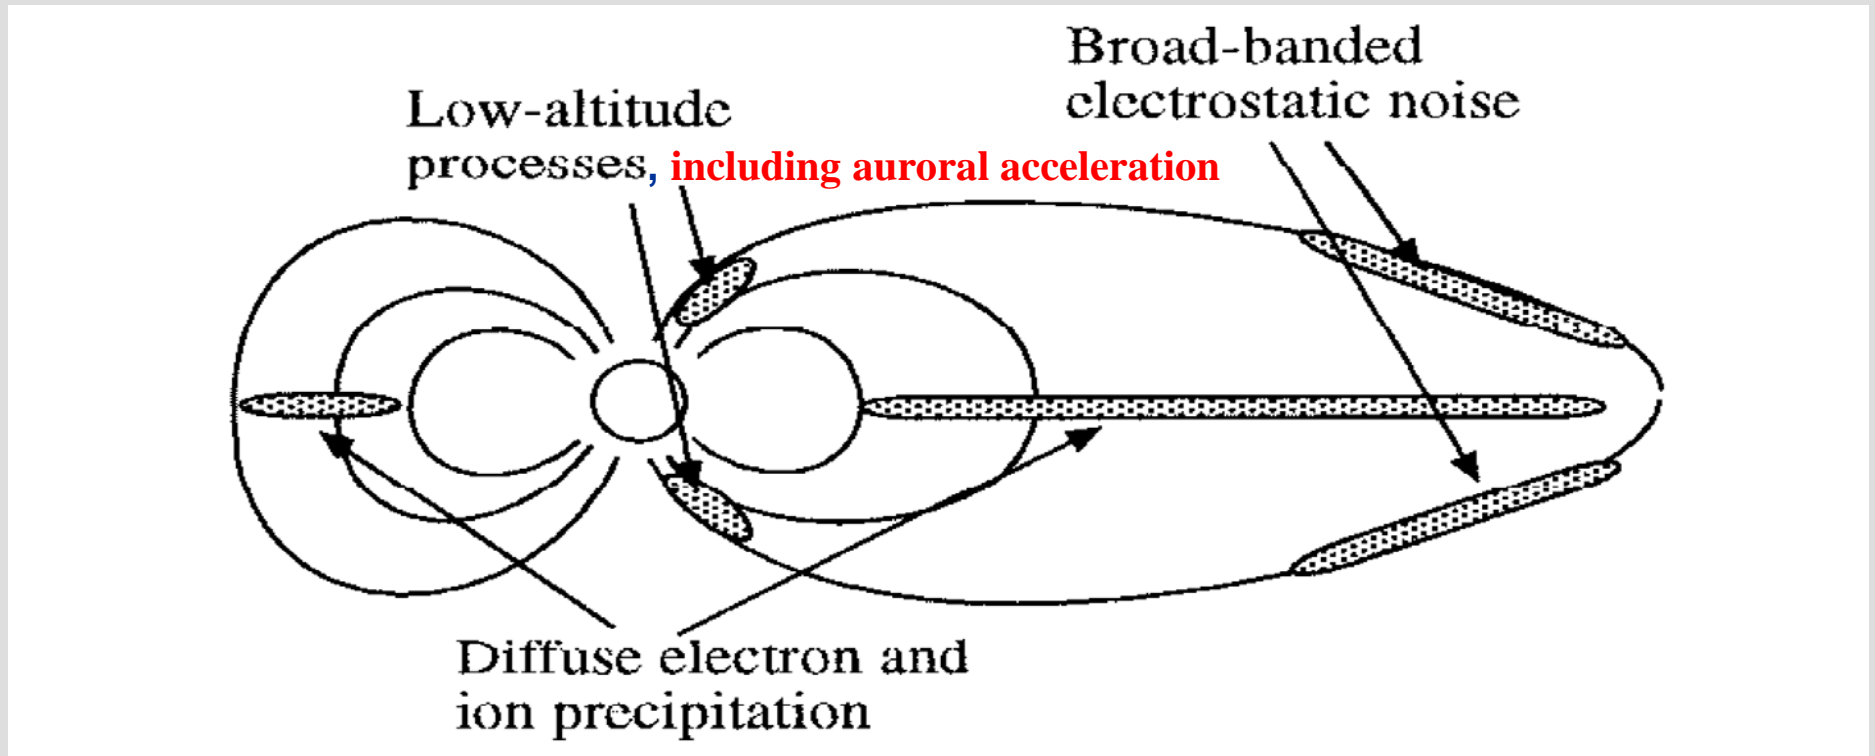 Broad-banded
electrostatic noise
Low-altitude
processes, including auroral acceleration
Diffuse electron and
ion precipitation